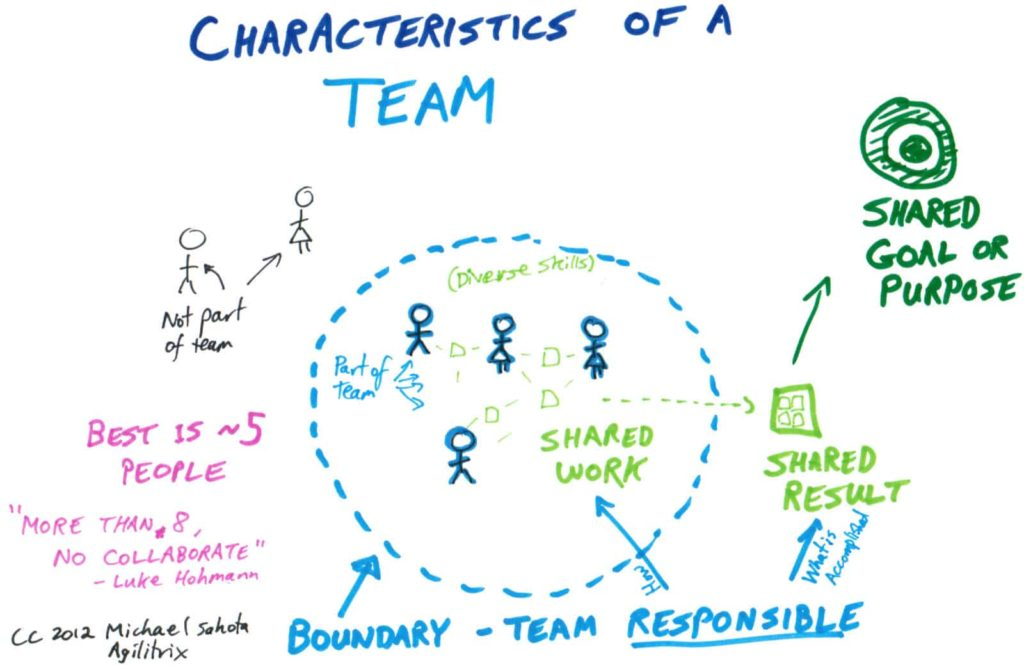 CHARACTERISTICS OF A
TEAM
SHARED
GOAL OR
PURPOSE
(Diverse skills)
Not part
of team
Part of
team
BEST IS ~5
PEOPLE
SHARED
WORK
SHARED
RESULT
"MORE THAN 8,
NO COLLABORATE"
- Luke Hohmann
How
What is
Accomplished
BOUNDARY - TEAM RESPONSIBLE
CC 2012 Michael Sahota
Agilitrix